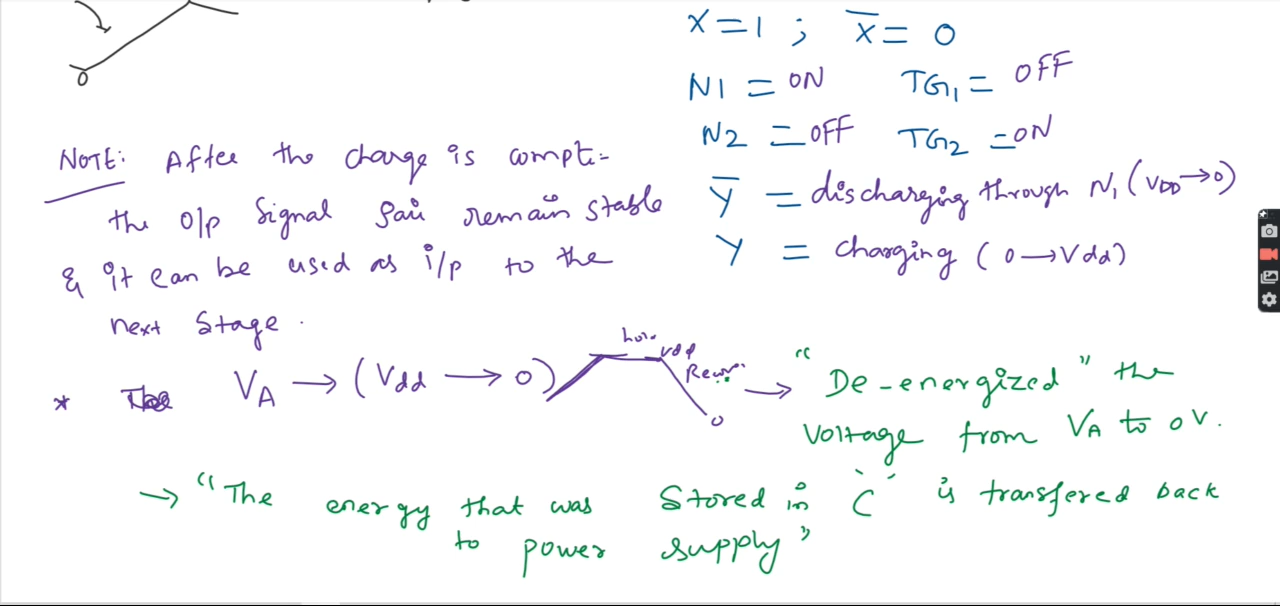 X = 1 ; X̅ = 0
N1 = ON TG1 = OFF
N2 = OFF TG2 = ON
Y̅ = discharging through N1 (VDD → 0)
Y = charging (0 → Vdd)
NOTE: After the charge is compt:-
the o/p Signal Pair remain stable
& it can be used as i/p to the
next stage.
* The VA → (Vdd → 0) Vdd 0 → "De-energized" the
voltage from VA to 0V.
→ "The energy that was stored in 'C' is transfered back
to power supply"